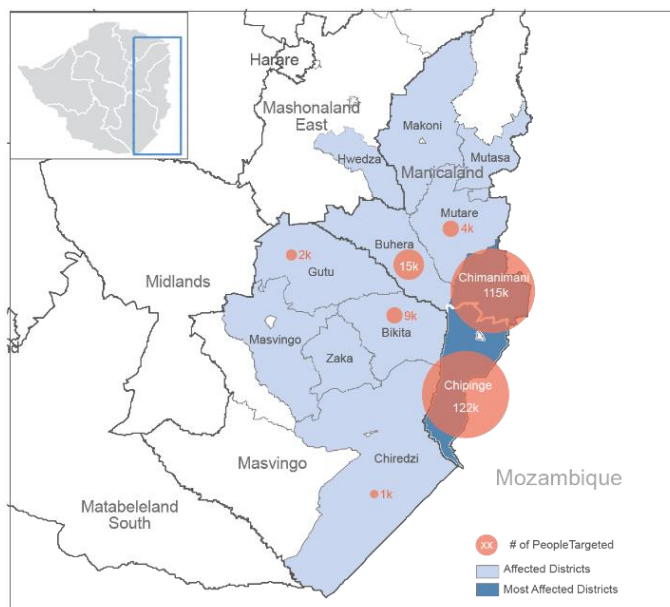 Harare
Mashonaland
East
Makoni
Hwedza
Mutasa
Manicaland
Mutare
4k
Buhera
15k
2k
Gutu
Chimanimani
115k
Midlands
9k
Bikita
Masvingo
Zaka
Chipinge
122k
Chiredzi
Masvingo
1k
Mozambique
Matabeleland
South
xx # of PeopleTargeted
Affected Districts
Most Affected Districts